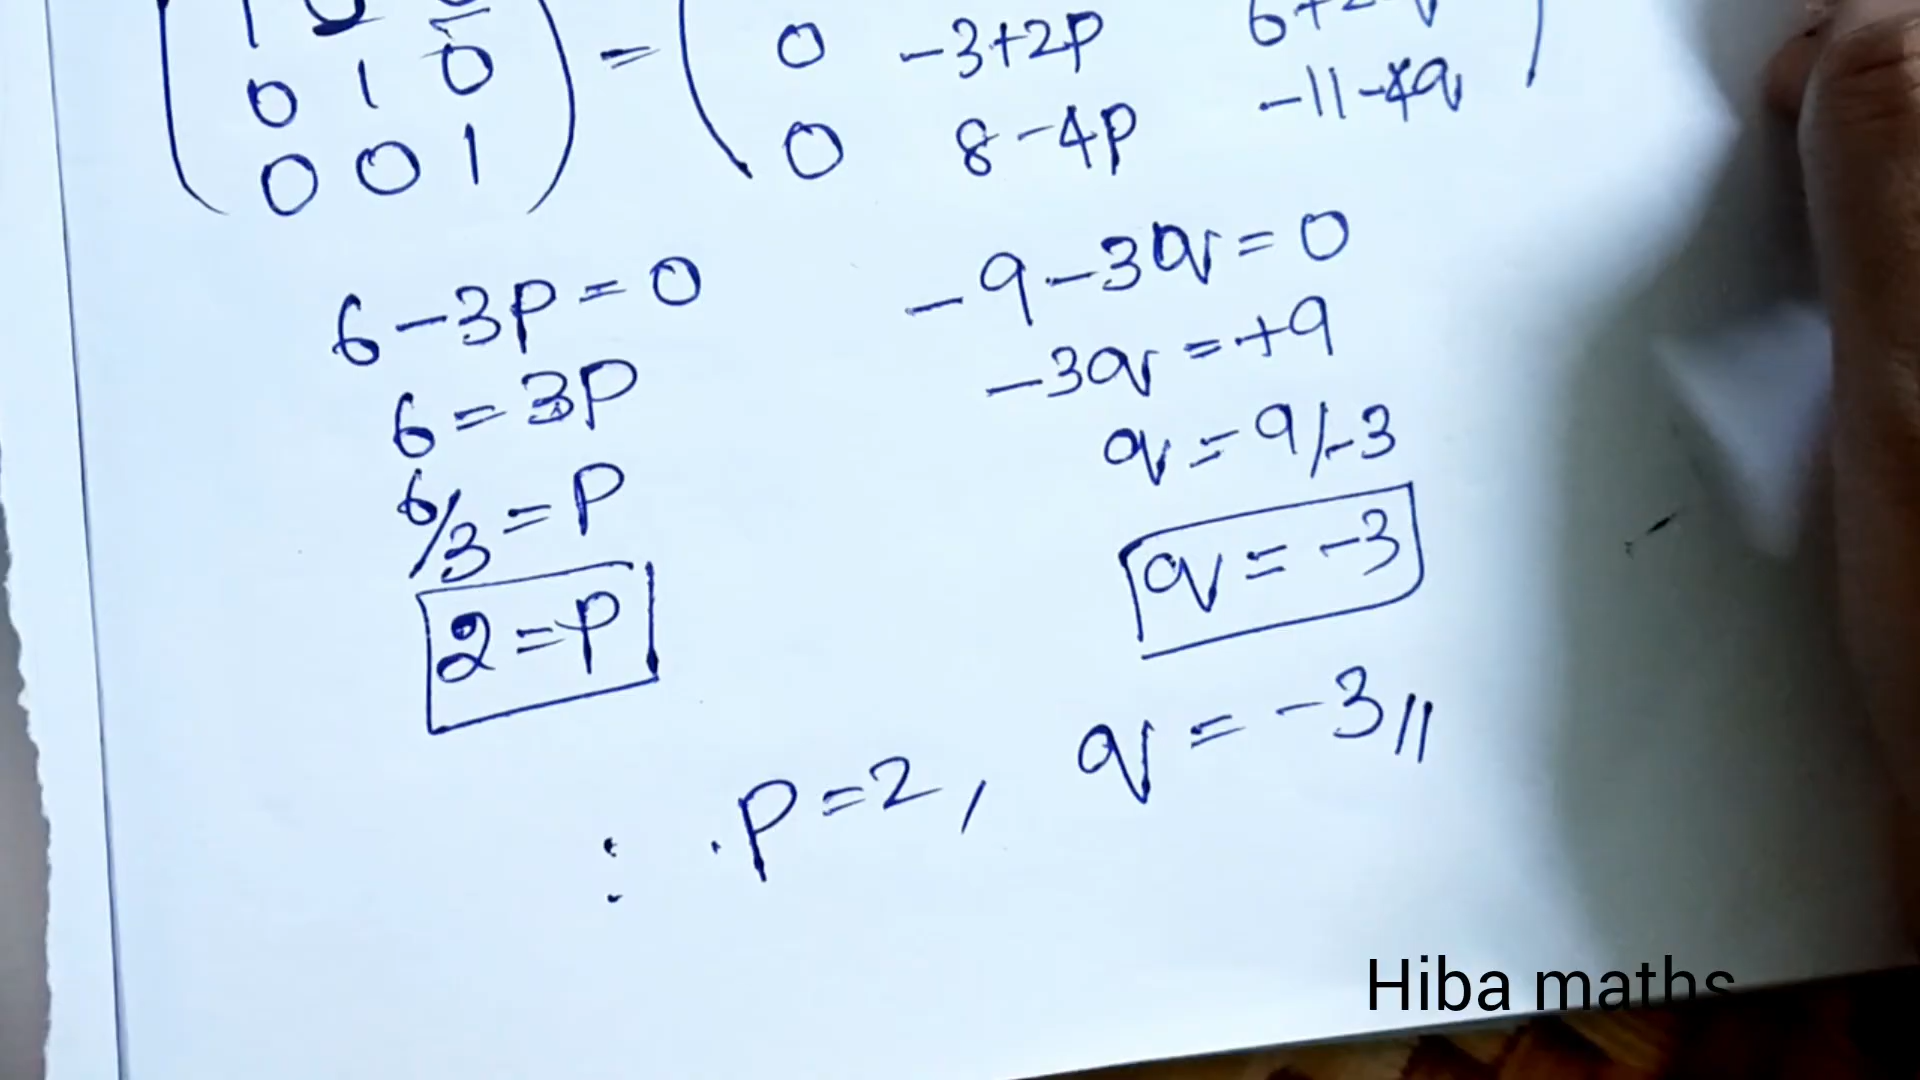 0 -3+2p
0 1 0 =
0 8-4p -11-4q
0 0 1
6-3p=0
6=3p
6/3=p
2=p
-9-3q=0
-3q=+9
q=9/-3
q=-3
∴ p=2, q=-3//
Hiba maths